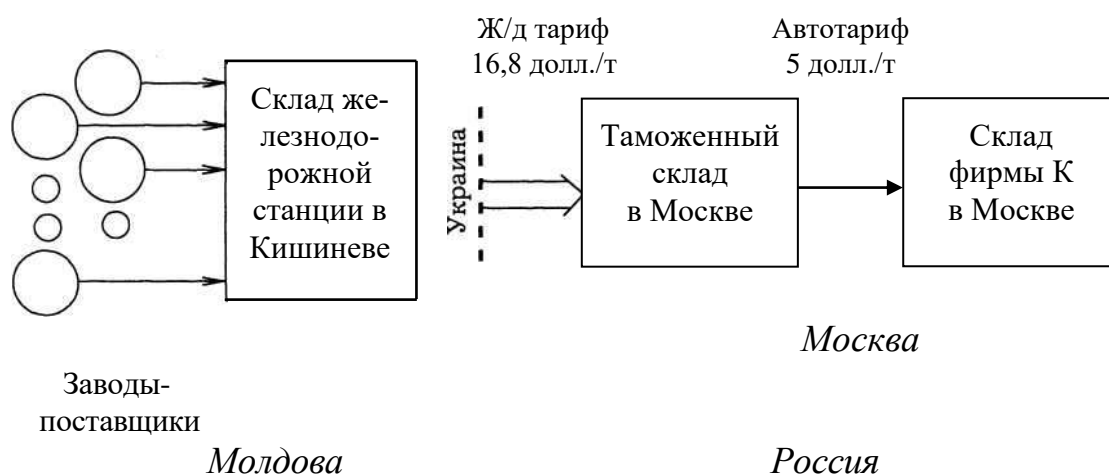 Ж/д тариф
16,8 долл./т
Автотариф
5 долл./т
Склад же-
лезнодо-
рожной
станции в
Кишиневе
Украина
Таможенный
склад
в Москве
Склад
фирмы К
в Москве
Москва
Заводы-
поставщики
Молдова
Россия